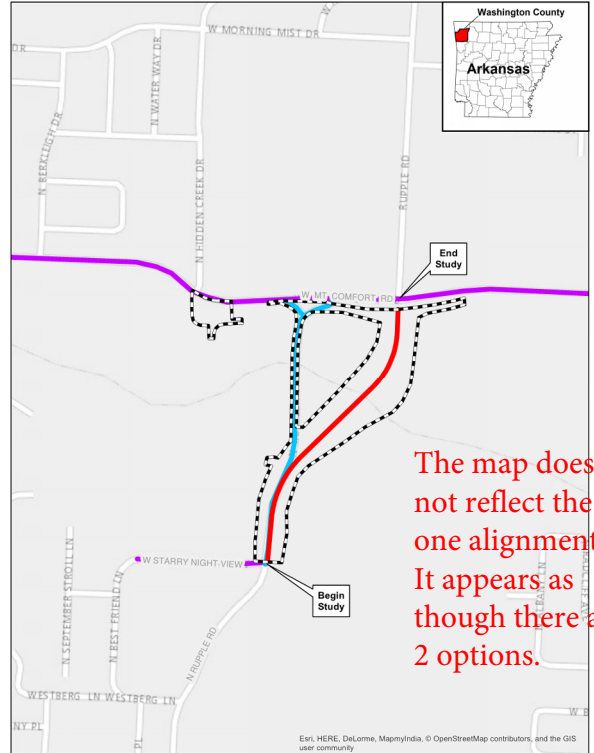 Washington County
Arkansas
W MORNING MIST DR
DR
N WATER WAY DR
N BERKLEIGH DR
N HIDDEN CREEK DR
RUPPLE RD
End
Study
W MT COMFORT RD
The map does
not reflect the
one alignment
It appears as
though there a
2 options.
W STARRY NIGHT VIEW
Begin
Study
N SEPTEMBER STROLL LN
N BEST FRIEND LN
N RUPPLE RD
WESTBERG LN WESTBERG LN
NY PL
W B
Esri, HERE, DeLorme, MapmyIndia, © OpenStreetMap contributors, and the GIS
user community